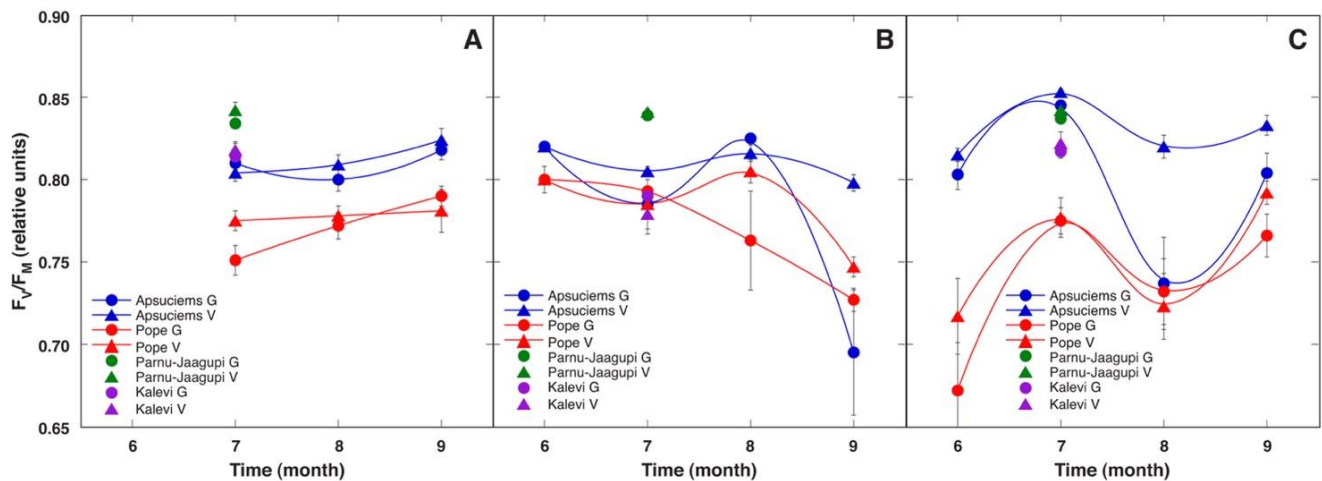 0.90
0.85
0.80
0.75
0.70
0.65
FV/FM (relative units)
A
Apsuciems G
Apsuciems V
Pope G
Pope V
Parnu-Jaagupi G
Parnu-Jaagupi V
Kalevi G
Kalevi V
6 7 8 9
Time (month)
B
Apsuciems G
Apsuciems V
Pope G
Pope V
Parnu-Jaagupi G
Parnu-Jaagupi V
Kalevi G
Kalevi V
6 7 8 9
Time (month)
C
Apsuciems G
Apsuciems V
Pope G
Pope V
Parnu-Jaagupi G
Parnu-Jaagupi V
Kalevi G
Kalevi V
6 7 8 9
Time (month)